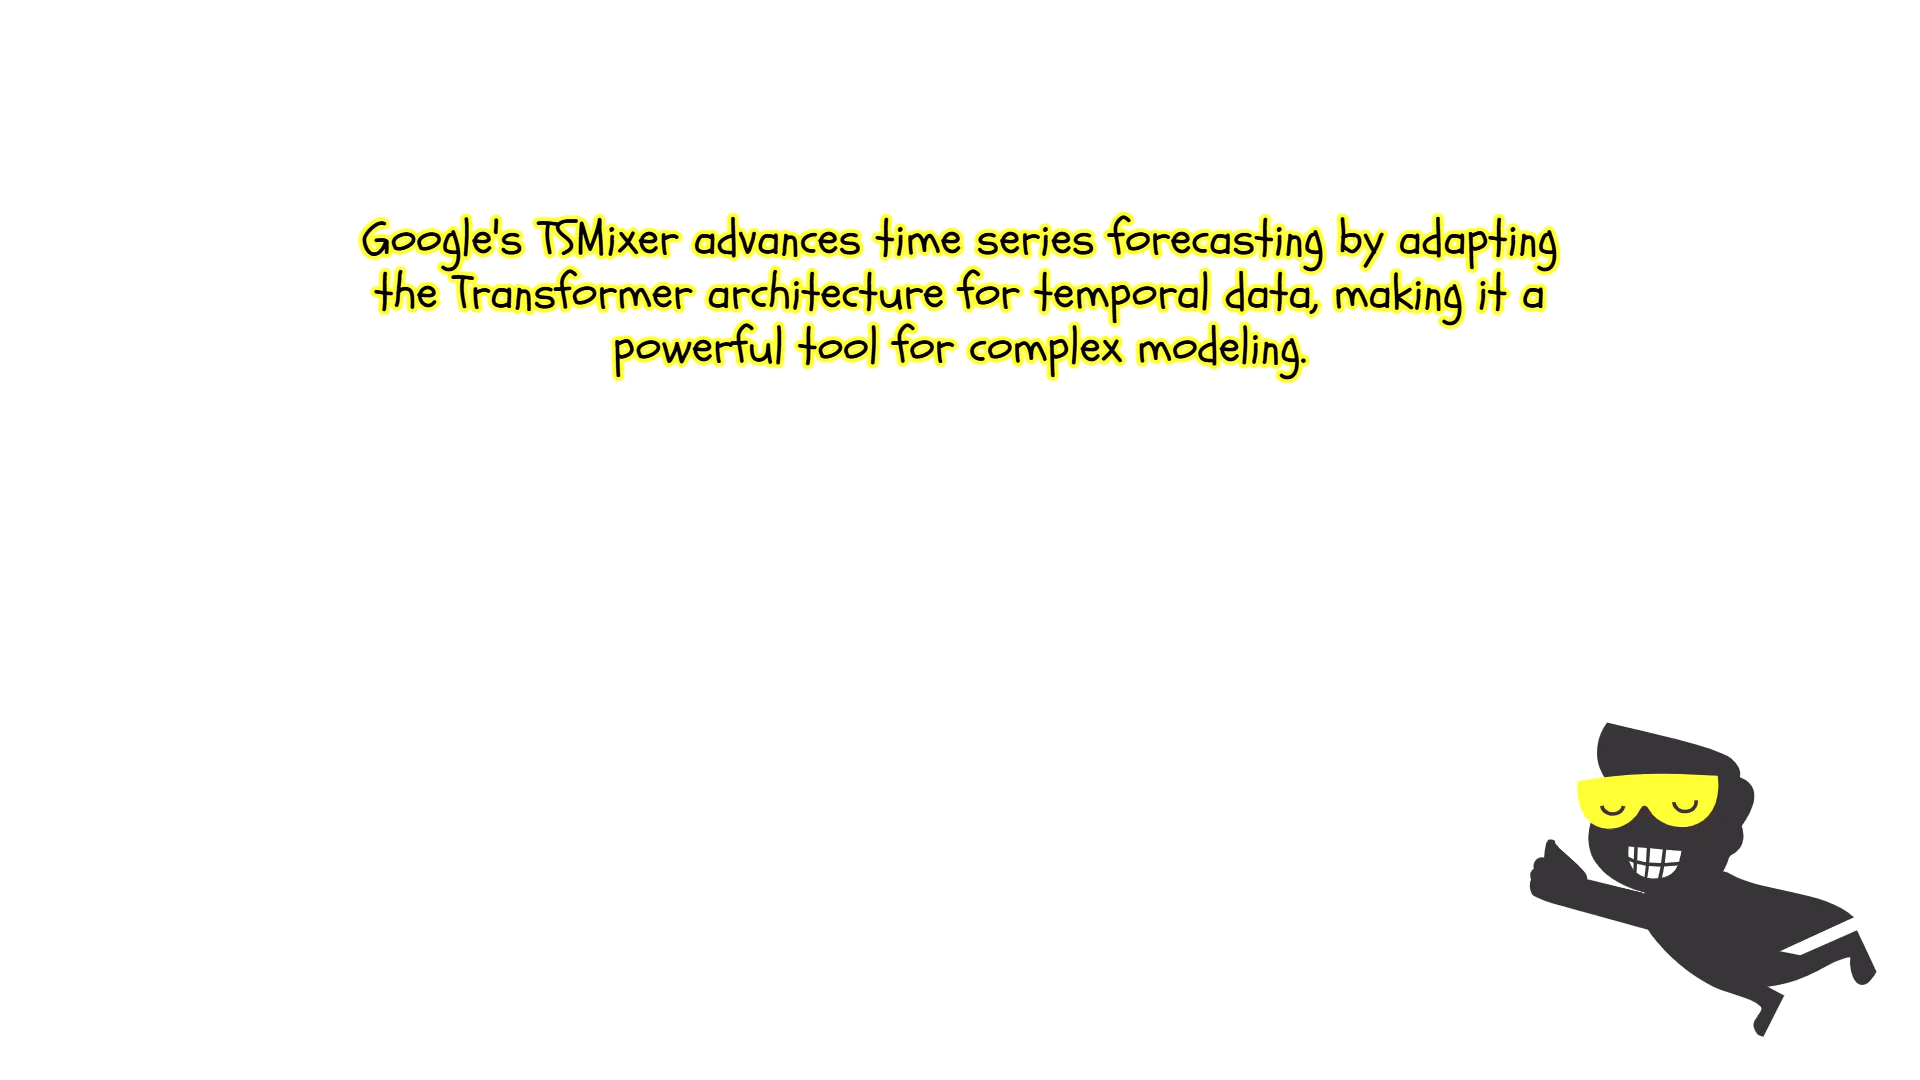 Google's TSMixer advances time series forecasting by adapting
the Transformer architecture for temporal data, making it a
powerful tool for complex modeling.